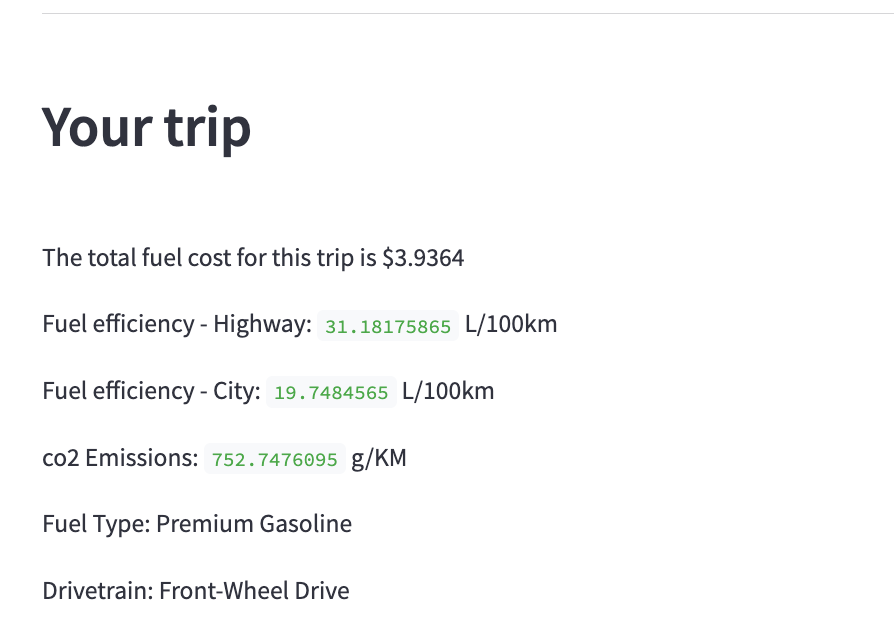 Your trip
The total fuel cost for this trip is $3.9364
Fuel efficiency - Highway: 31.18175865 L/100km
Fuel efficiency - City: 19.7484565 L/100km
co2 Emissions: 752.7476095 g/KM
Fuel Type: Premium Gasoline
Drivetrain: Front-Wheel Drive